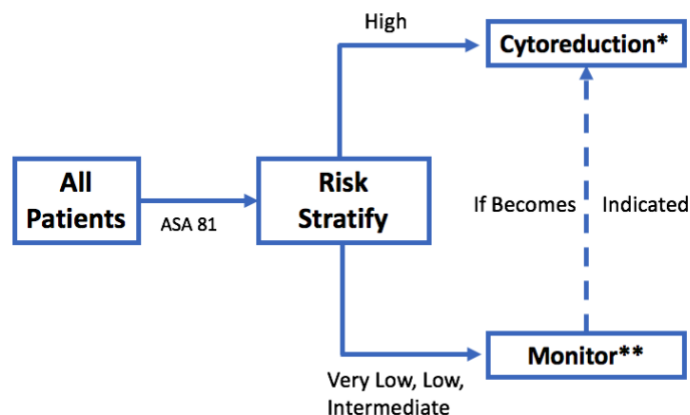 High
Cytoreduction*
All
Patients
ASA 81
Risk
Stratify
If Becomes
Indicated
Monitor**
Very Low, Low,
Intermediate